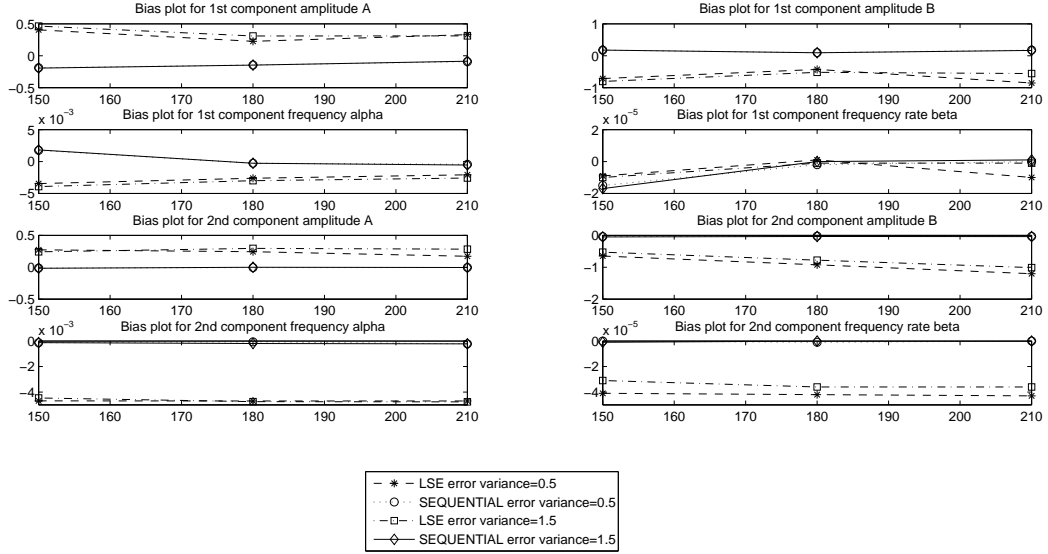 Bias plot for 1st component amplitude A
0.5
0
−0.5
150 160 170 180 190 200 210
Bias plot for 1st component amplitude B
1
0
−1
150 160 170 180 190 200 210
x 10⁻³
Bias plot for 1st component frequency alpha
5
0
−5
150 160 170 180 190 200 210
x 10⁻⁵
Bias plot for 1st component frequency rate beta
2
0
−2
150 160 170 180 190 200 210
Bias plot for 2nd component amplitude A
0.5
0
−0.5
150 160 170 180 190 200 210
Bias plot for 2nd component amplitude B
0
−1
−2
150 160 170 180 190 200 210
x 10⁻³
Bias plot for 2nd component frequency alpha
0
−2
−4
150 160 170 180 190 200 210
x 10⁻⁵
Bias plot for 2nd component frequency rate beta
0
−2
−4
150 160 170 180 190 200 210
LSE error variance=0.5
SEQUENTIAL error variance=0.5
LSE error variance=1.5
SEQUENTIAL error variance=1.5